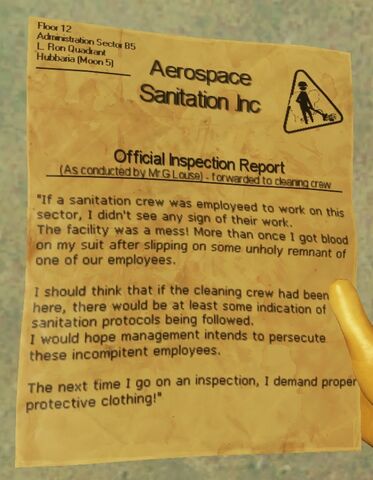 Floor 12
Administration Sector B5
L. Ron Quadrant
Hubbaria (Moon 5)
Aerospace
Sanitation Inc
Official Inspection Report
(As conducted by Mr.G Louse) - forwarded to cleaning crew
"If a sanitation crew was employeed to work on this
sector, I didn't see any sign of their work.
The facility was a mess! More than once I got blood
on my suit after slipping on some unholy remnant of
one of our employees.
I should think that if the cleaning crew had been
here, there would be at least some indication of
sanitation protocols being followed.
I would hope management intends to persecute
these incompitent employees.
The next time I go on an inspection, I demand proper
protective clothing!"